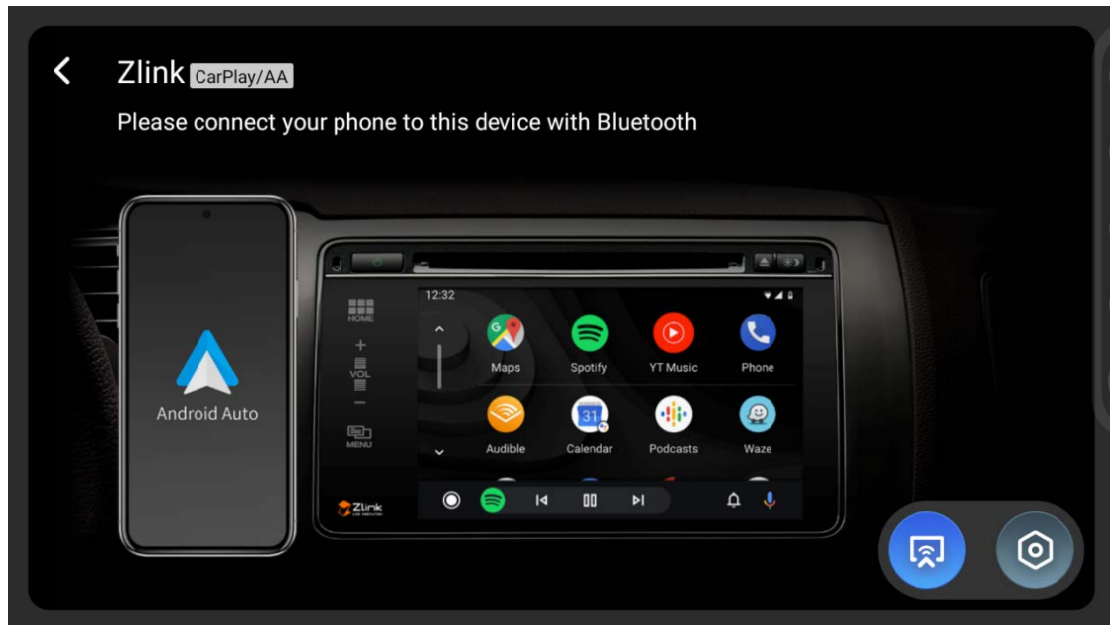 Zlink CarPlay/AA
Please connect your phone to this device with Bluetooth
Android Auto
HOME
+
VOL
-
MENU
Zlink
12:32
Maps Spotify YT Music Phone
31
Audible Calendar Podcasts Waze